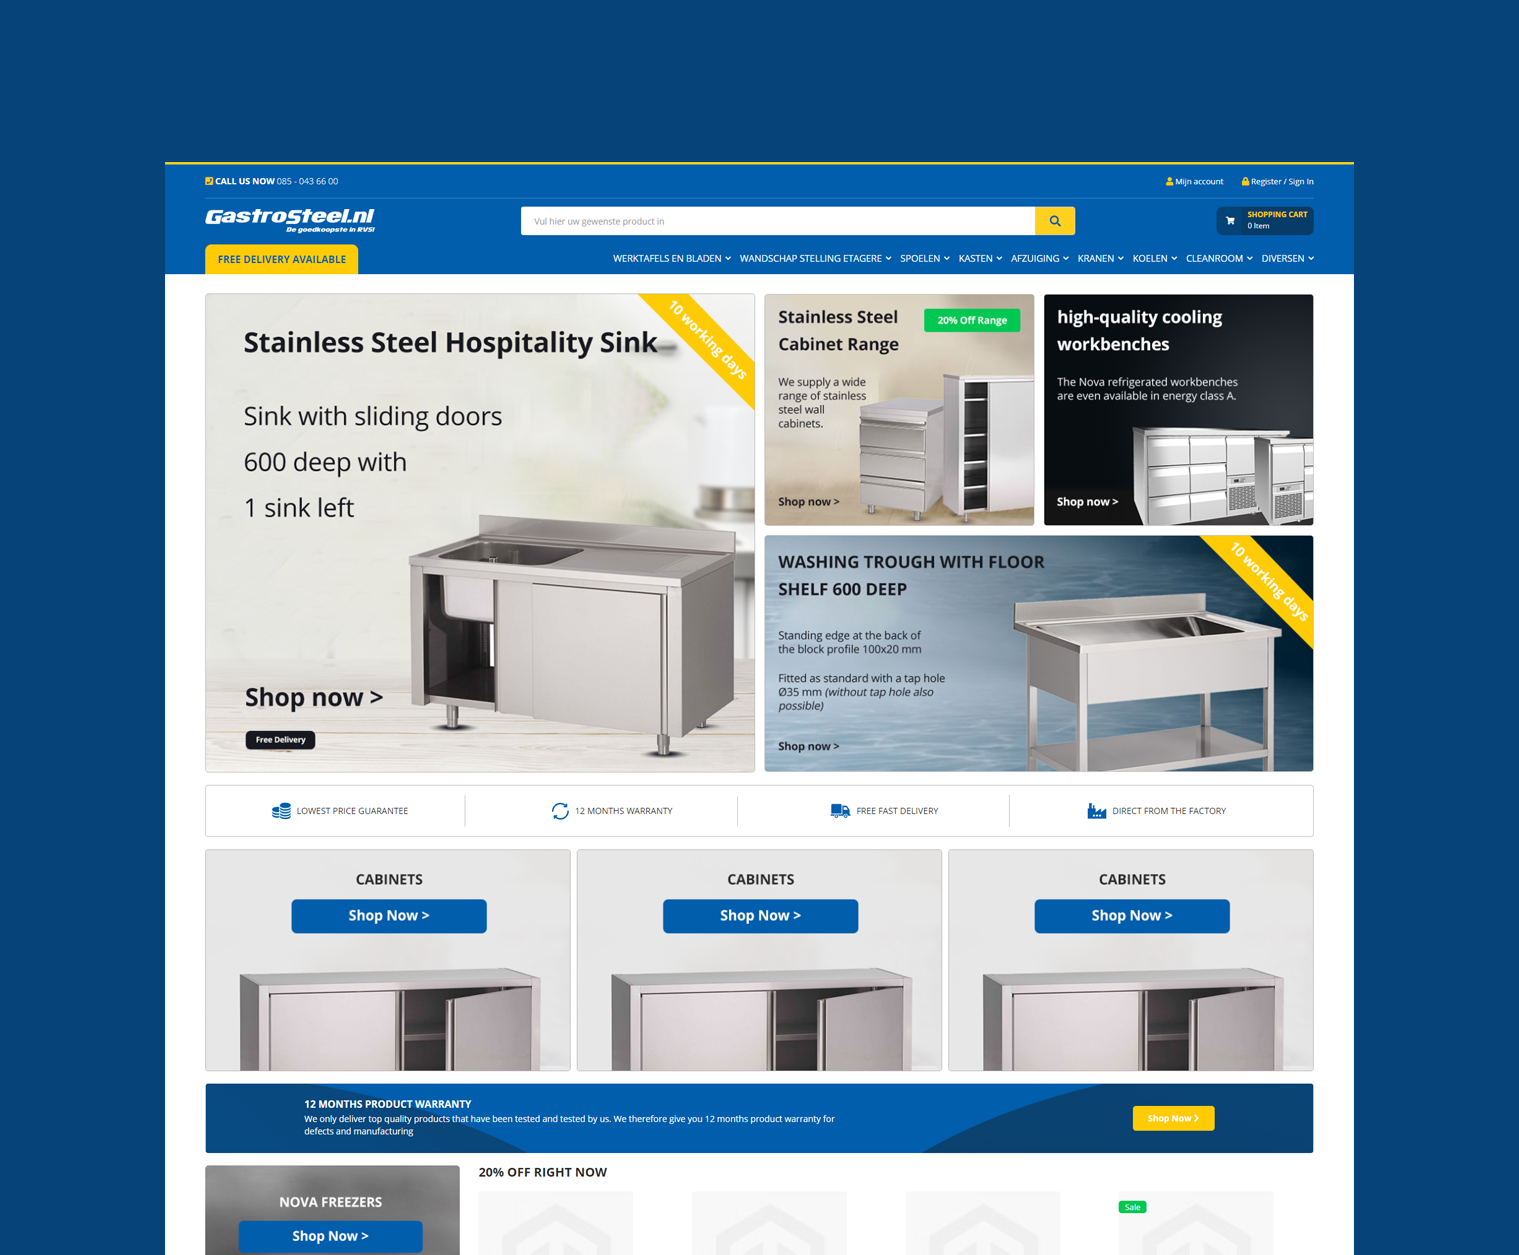 CALL US NOW 085 - 043 66 00
Mijn account
Register / Sign In
GastroSteel.nl
De goedkoopste in RVS!
Vul hier uw gewenste product in
SHOPPING CART
0 Item
FREE DELIVERY AVAILABLE
WERKTAFELS EN BLADEN
WANDSCHAP STELLING ETAGERE
SPOELEN
KASTEN
AFZUIGING
KRANEN
KOELEN
CLEANROOM
DIVERSEN
Stainless Steel Hospitality Sink
10 working days
Sink with sliding doors
600 deep with
1 sink left
Shop now >
Free Delivery
Stainless Steel
Cabinet Range
20% Off Range
We supply a wide
range of stainless
steel wall
cabinets.
Shop now >
high-quality cooling
workbenches
The Nova refrigerated workbenches
are even available in energy class A.
Shop now >
WASHING TROUGH WITH FLOOR
SHELF 600 DEEP
10 working days
Standing edge at the back of
the block profile 100x20 mm
Fitted as standard with a tap hole
Ø35 mm (without tap hole also
possible)
Shop now >
LOWEST PRICE GUARANTEE
12 MONTHS WARRANTY
FREE FAST DELIVERY
DIRECT FROM THE FACTORY
CABINETS
Shop Now >
CABINETS
Shop Now >
CABINETS
Shop Now >
12 MONTHS PRODUCT WARRANTY
We only deliver top quality products that have been tested and tested by us. We therefore give you 12 months product warranty for
defects and manufacturing
Shop Now >
NOVA FREEZERS
Shop Now >
20% OFF RIGHT NOW
Sale